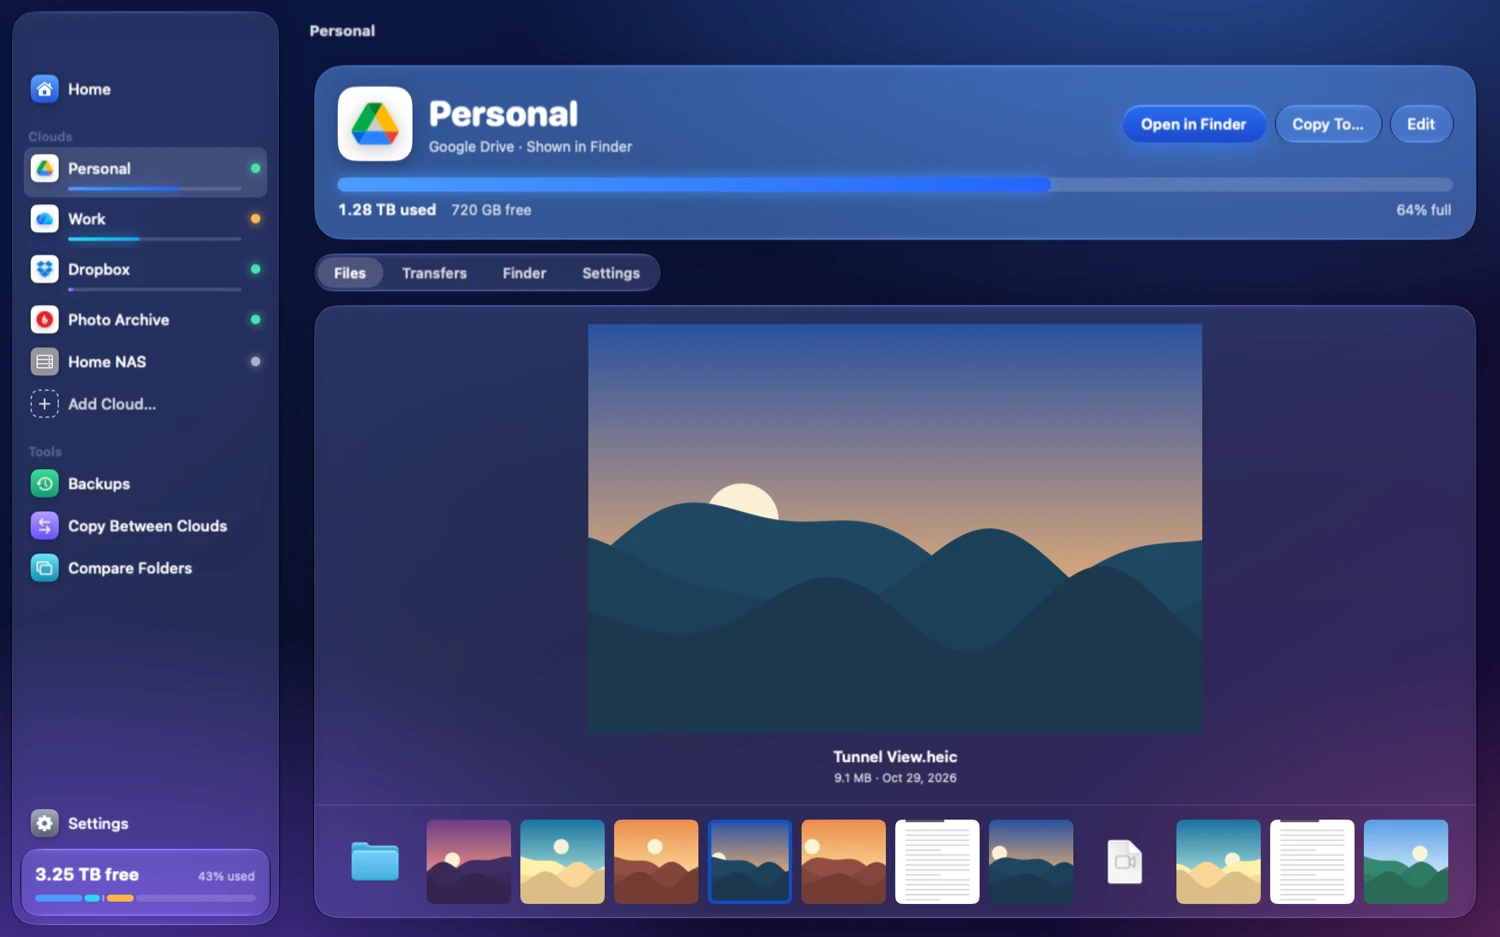 Personal
Home
Clouds
Personal
Work
Dropbox
Photo Archive
Home NAS
Add Cloud...
Tools
Backups
Copy Between Clouds
Compare Folders
Settings
3.25 TB free
43% used
Personal
Google Drive · Shown in Finder
Open in Finder
Copy To...
Edit
1.28 TB used
720 GB free
64% full
Files
Transfers
Finder
Settings
Tunnel View.heic
9.1 MB · Oct 29, 2026